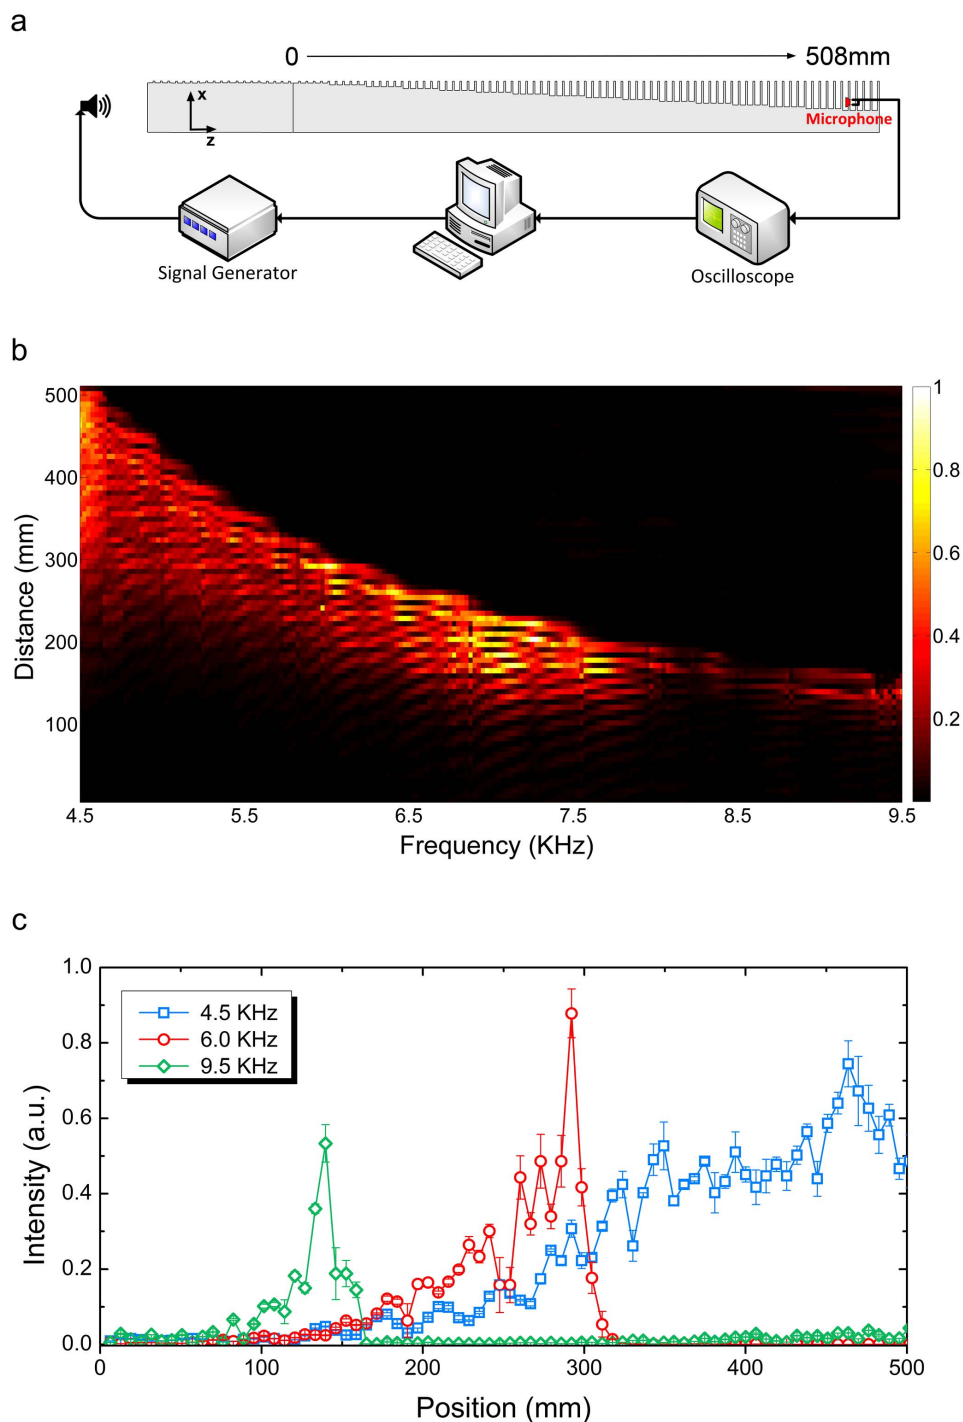 a
0
508mm
x
z
Microphone
Signal Generator
Oscilloscope
b
500
400
300
200
100
Distance (mm)
4.5
5.5
6.5
7.5
8.5
9.5
Frequency (KHz)
1
0.8
0.6
0.4
0.2
c
1.0
0.8
0.6
0.4
0.2
0.0
Intensity (a.u.)
4.5 KHz
6.0 KHz
9.5 KHz
0
100
200
300
400
500
Position (mm)